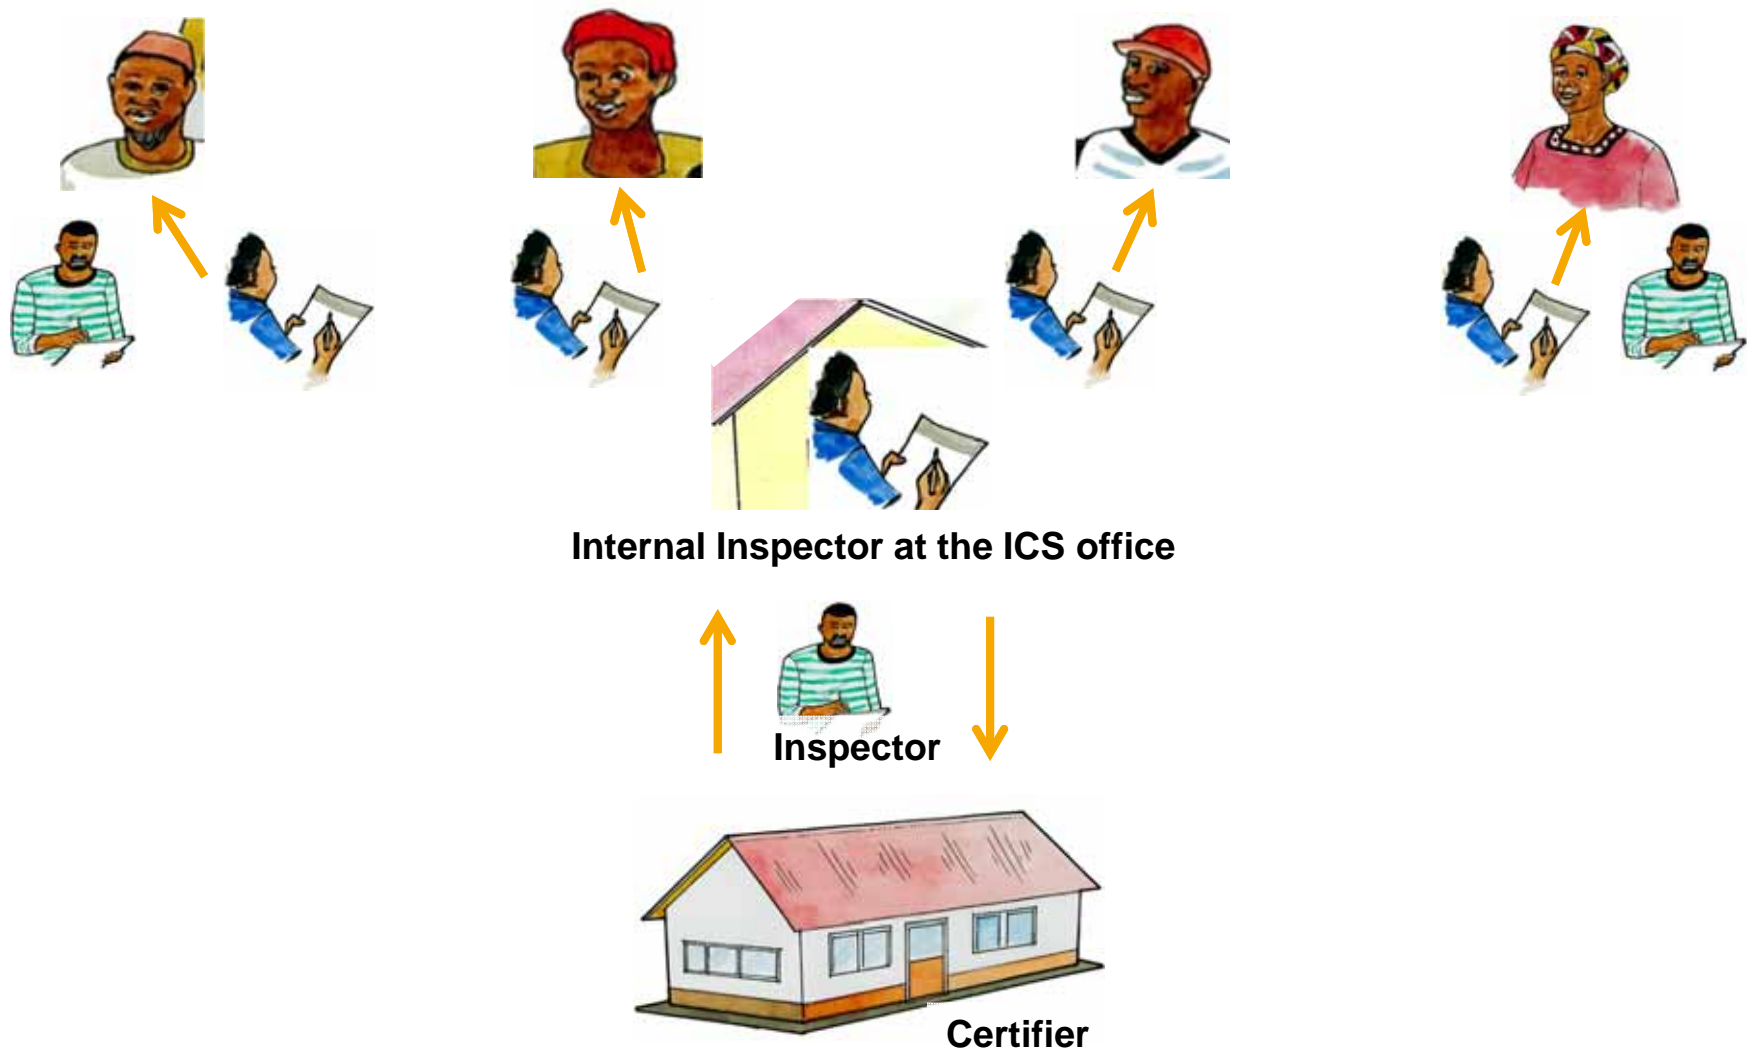 Internal Inspector at the ICS office
Inspector
Certifier